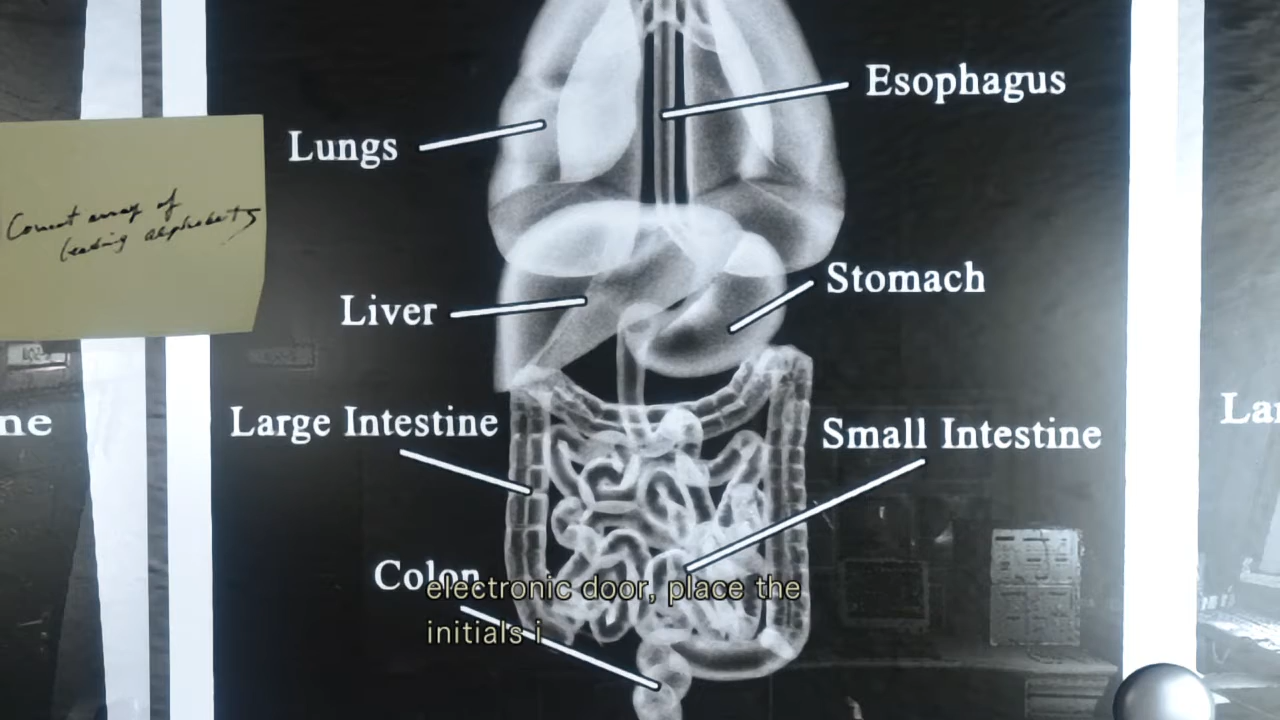 Esophagus
Lungs
Count array of
leading alphabets
Stomach
Liver
Large Intestine
Small Intestine
ne
La
Colon
electronic door, place the
initials i